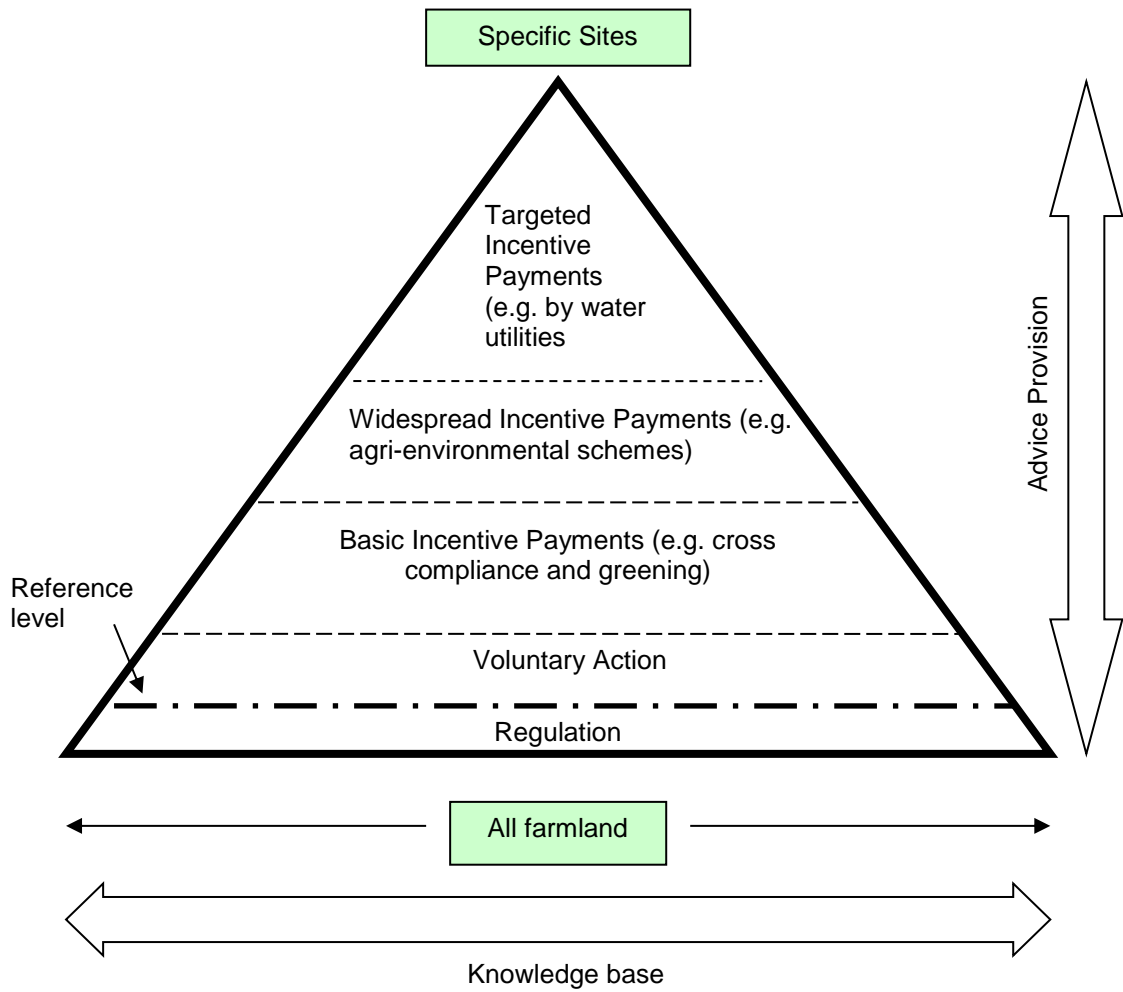 Specific Sites
Targeted
Incentive
Payments
(e.g. by water
utilities
Widespread Incentive Payments (e.g.
agri-environmental schemes)
Basic Incentive Payments (e.g. cross
compliance and greening)
Reference
level
Voluntary Action
Regulation
Advice Provision
All farmland
Knowledge base